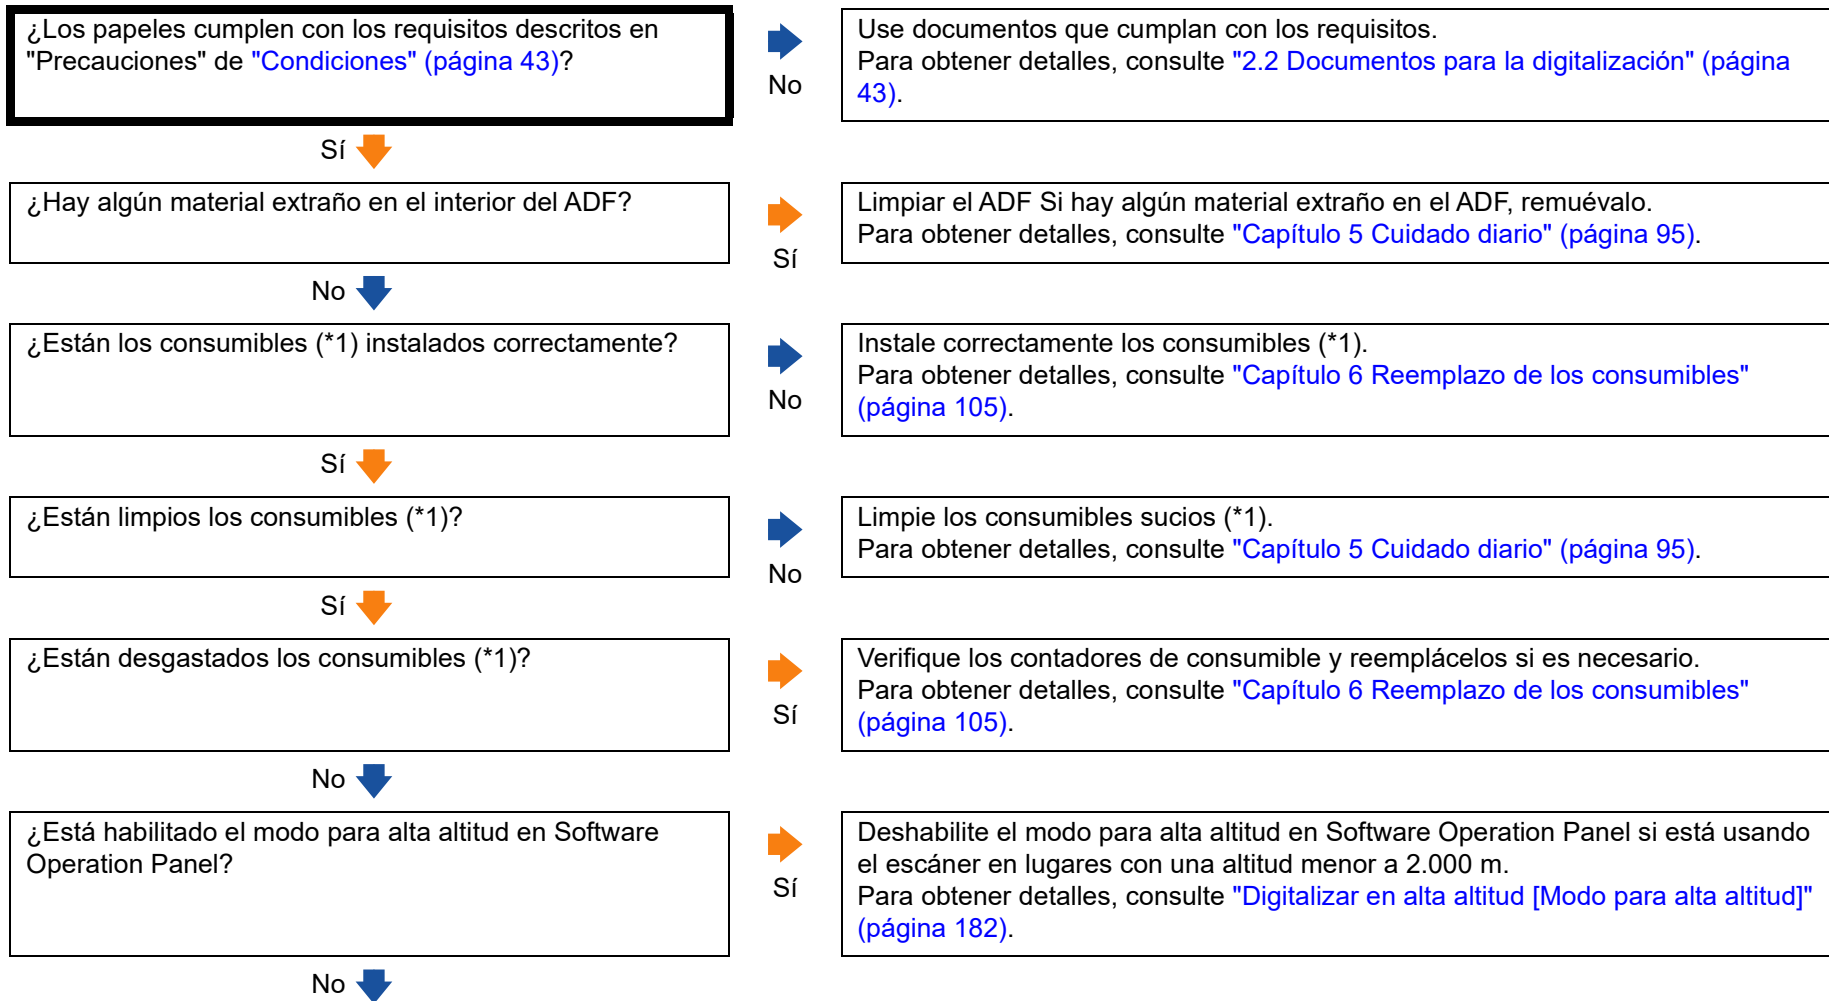 ¿Los papeles cumplen con los requisitos descritos en
"Precauciones" de "Condiciones" (página 43)?
No
Use documentos que cumplan con los requisitos.
Para obtener detalles, consulte "2.2 Documentos para la digitalización" (página
43).
Sí
¿Hay algún material extraño en el interior del ADF?
Sí
Limpiar el ADF Si hay algún material extraño en el ADF, remuévalo.
Para obtener detalles, consulte "Capítulo 5 Cuidado diario" (página 95).
No
¿Están los consumibles (*1) instalados correctamente?
No
Instale correctamente los consumibles (*1).
Para obtener detalles, consulte "Capítulo 6 Reemplazo de los consumibles"
(página 105).
Sí
¿Están limpios los consumibles (*1)?
No
Limpie los consumibles sucios (*1).
Para obtener detalles, consulte "Capítulo 5 Cuidado diario" (página 95).
Sí
¿Están desgastados los consumibles (*1)?
Sí
Verifique los contadores de consumible y reemplácelos si es necesario.
Para obtener detalles, consulte "Capítulo 6 Reemplazo de los consumibles"
(página 105).
No
¿Está habilitado el modo para alta altitud en Software
Operation Panel?
Sí
Deshabilite el modo para alta altitud en Software Operation Panel si está usando
el escáner en lugares con una altitud menor a 2.000 m.
Para obtener detalles, consulte "Digitalizar en alta altitud [Modo para alta altitud]"
(página 182).
No